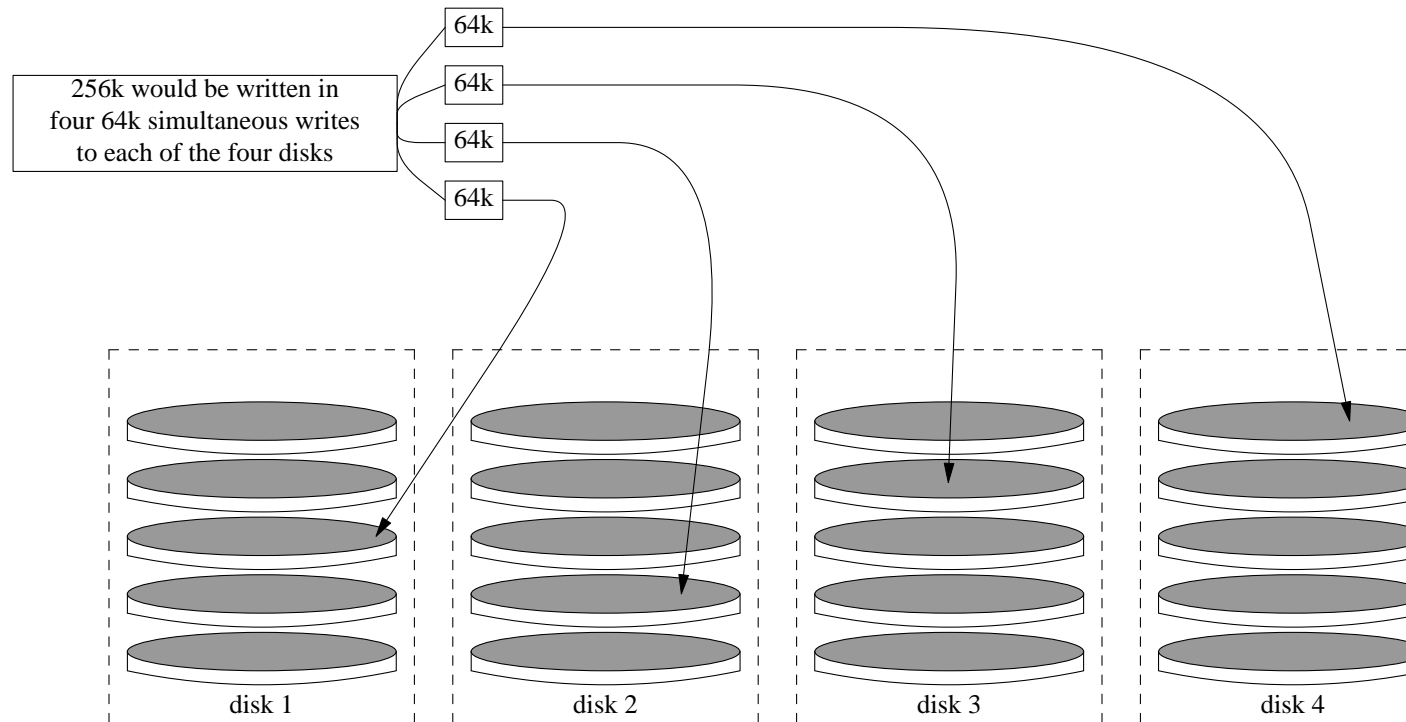 64k
256k would be written in
four 64k simultaneous writes
to each of the four disks
64k
64k
64k
disk 1
disk 2
disk 3
disk 4